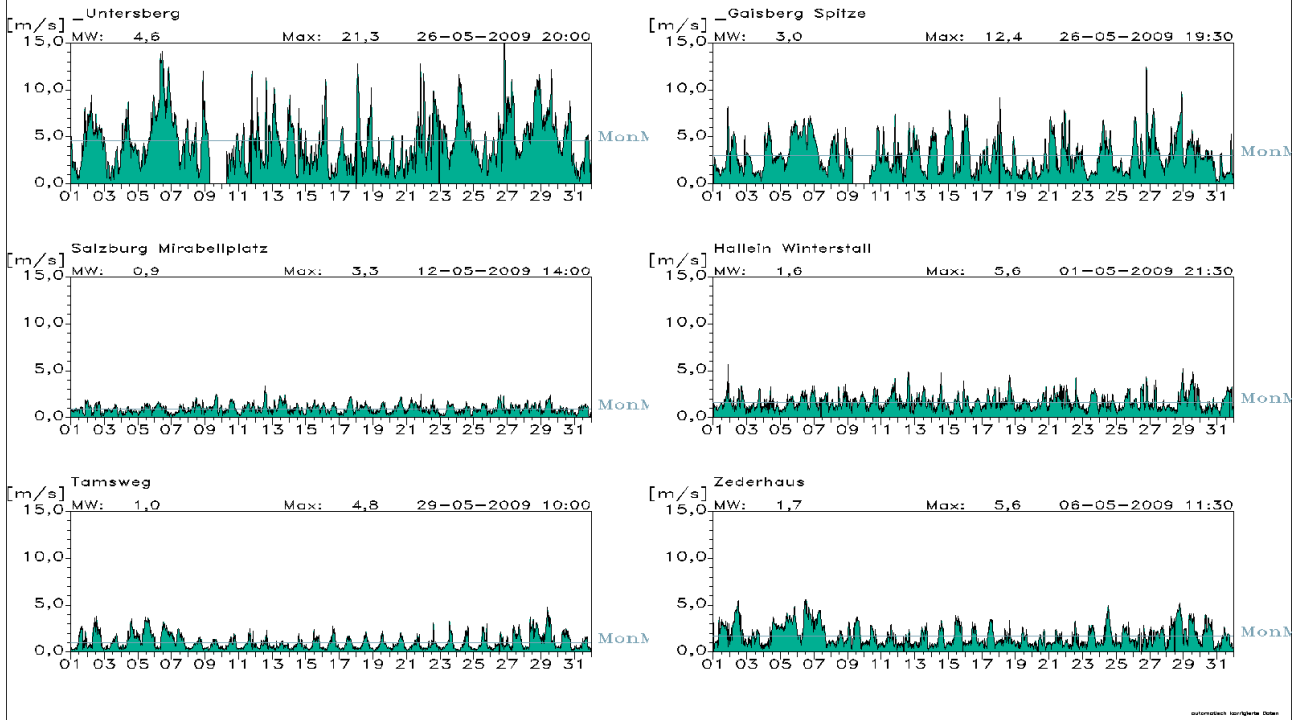 _Untersberg
[m/s]
MW: 4,6 Max: 21,3 26-05-2009 20:00
15,0
10,0
5,0
0,0
MonM
01 03 05 07 09 11 13 15 17 19 21 23 25 27 29 31
_Gaisberg Spitze
[m/s]
MW: 3,0 Max: 12,4 26-05-2009 19:30
15,0
10,0
5,0
0,0
MonM
01 03 05 07 09 11 13 15 17 19 21 23 25 27 29 31
Salzburg Mirabellplatz
[m/s]
MW: 0,9 Max: 3,3 12-05-2009 14:00
15,0
10,0
5,0
0,0
MonM
01 03 05 07 09 11 13 15 17 19 21 23 25 27 29 31
Hallein Winterstall
[m/s]
MW: 1,6 Max: 5,6 01-05-2009 21:30
15,0
10,0
5,0
0,0
MonM
01 03 05 07 09 11 13 15 17 19 21 23 25 27 29 31
Tamsweg
[m/s]
MW: 1,0 Max: 4,8 29-05-2009 10:00
15,0
10,0
5,0
0,0
MonM
01 03 05 07 09 11 13 15 17 19 21 23 25 27 29 31
Zederhaus
[m/s]
MW: 1,7 Max: 5,6 06-05-2009 11:30
15,0
10,0
5,0
0,0
MonM
01 03 05 07 09 11 13 15 17 19 21 23 25 27 29 31
automatisch korrigierte Daten